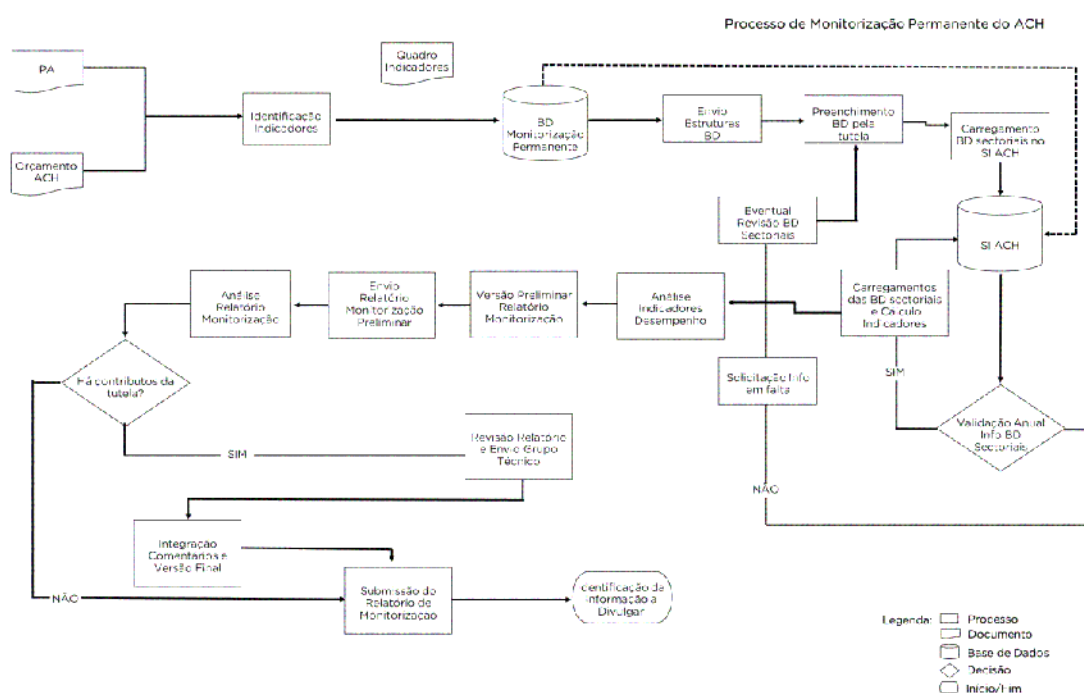 Processo de Monitorização Permanente do ACH
PA
Quadro
Indicadores
Orçamento
ACH
Identificação
Indicadores
BD
Monitorização
Permanente
Envio
Estruturas
BD
Preenchimento
BD pela
tutela
Carregamento
BD sectoriais no
SI ACH
Eventual
Revisão BD
Sectoriais
SI ACH
Análise
Relatório
Monitorização
Envio
Relatório
Monitorização
Preliminar
Versão Preliminar
Relatório
Monitorização
Análise
Indicadores
Desempenho
Carregamentos
das BD sectoriais
e Calculo
Indicadores
Há contributos da
tutela?
Solicitação Info
em falta
SIM
Validação Anual
Info BD
Sectoriais
SIM
Revisão Relatório
e Envio Grupo
Técnico
NÃO
Integração
Comentarios e
Versão Final
NÃO
Submissão do
Relatório de
Monitorização
Identificação da
Informação a
Divulgar
Legenda:
Processo
Documento
Base de Dados
Decisão
Início/Fim